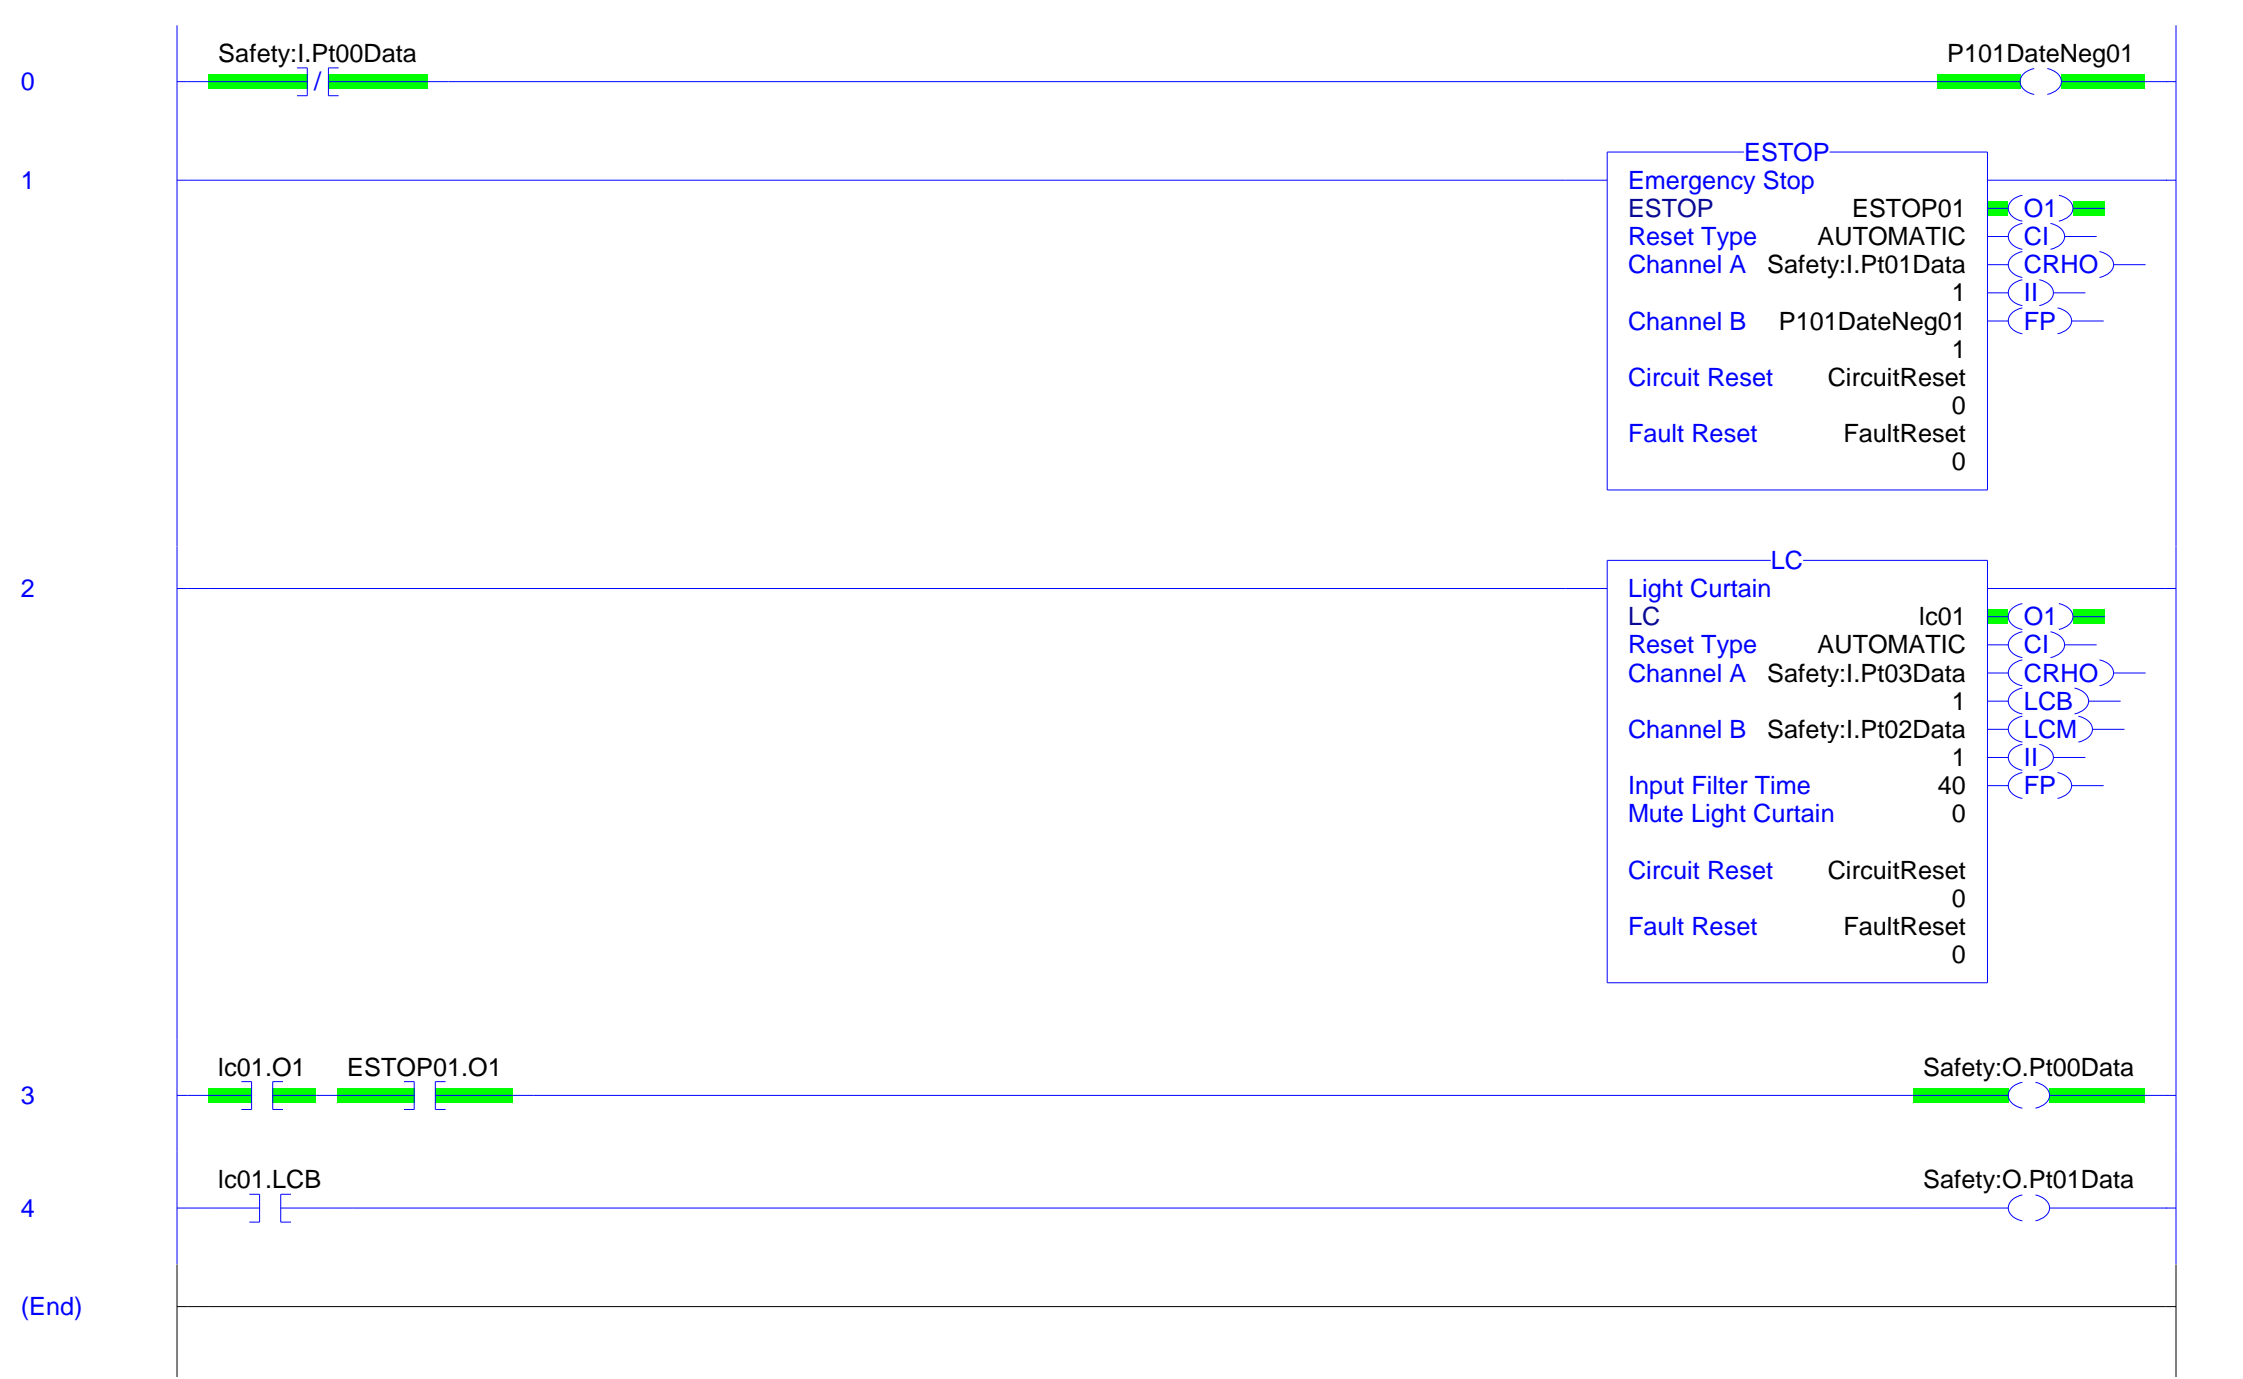 Safety:I.Pt00Data P101DateNeg01
0 /
ESTOP
1 Emergency Stop
ESTOP ESTOP01 O1
Reset Type AUTOMATIC CI
Channel A Safety:I.Pt01Data CRHO
1 II
Channel B P101DateNeg01 FP
1
Circuit Reset CircuitReset
0
Fault Reset FaultReset
0
LC
2 Light Curtain
LC lc01 O1
Reset Type AUTOMATIC CI
Channel A Safety:I.Pt03Data CRHO
1 LCB
Channel B Safety:I.Pt02Data LCM
1 II
Input Filter Time 40 FP
Mute Light Curtain 0
Circuit Reset CircuitReset
0
Fault Reset FaultReset
0
lc01.O1 ESTOP01.O1 Safety:O.Pt00Data
3
lc01.LCB Safety:O.Pt01Data
4
(End)